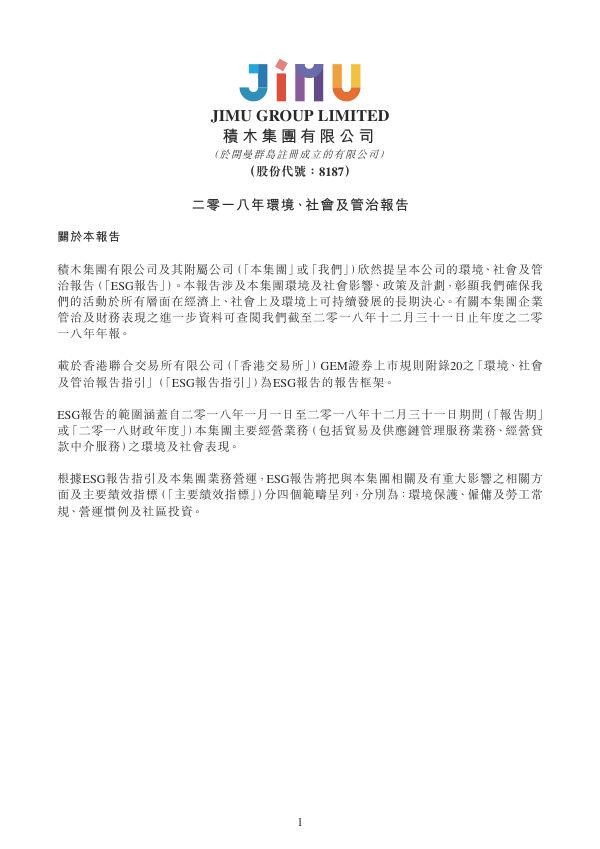 JIMU
JIMU GROUP LIMITED
積木集團有限公司
（於開曼群島註冊成立的有限公司）
（股份代號：8187）
二零一八年環境、社會及管治報告
關於本報告
積木集團有限公司及其附屬公司（「本集團」或「我們」）欣然提呈本公司的環境、社會及管
治報告（「ESG報告」）。本報告涉及本集團環境及社會影響、政策及計劃，彰顯我們確保我
們的活動於所有層面在經濟上、社會上及環境上可持續發展的長期決心。有關本集團企業
管治及財務表現之進一步資料可查閱我們截至二零一八年十二月三十一日止年度之二零
一八年年報。
載於香港聯合交易所有限公司（「香港交易所」）GEM證券上市規則附錄20之「環境、社會
及管治報告指引」（「ESG報告指引」）為ESG報告的報告框架。
ESG報告的範圍涵蓋自二零一八年一月一日至二零一八年十二月三十一日期間（「報告期」
或「二零一八財政年度」）本集團主要經營業務（包括貿易及供應鏈管理服務業務、經營貸
款中介服務）之環境及社會表現。
根據ESG報告指引及本集團業務營運，ESG報告將把與本集團相關及有重大影響之相關方
面及主要績效指標（「主要績效指標」）分四個範疇呈列，分別為：環境保護、僱傭及勞工常
規、營運慣例及社區投資。
1